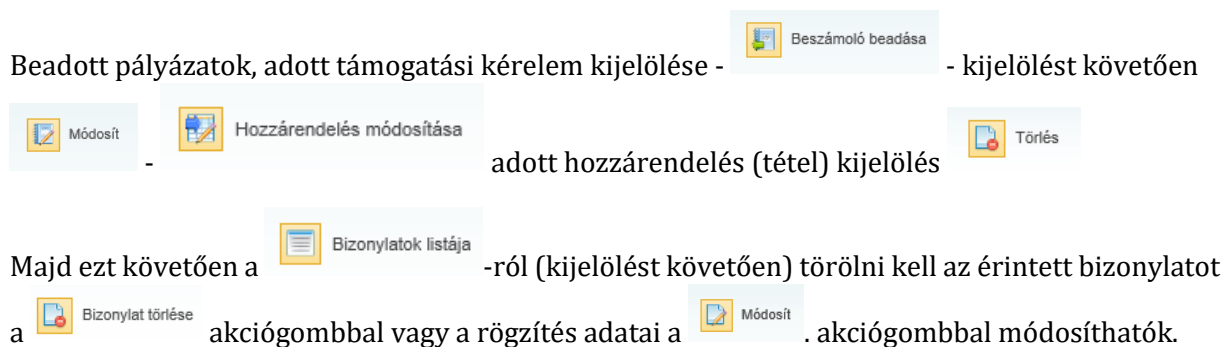 Beadott pályázatok, adott támogatási kérelem kijelölése - Beszámoló beadása - kijelölést követően
Módosít - Hozzárendelés módosítása adott hozzárendelés (tétel) kijelölés Törlés
Majd ezt követően a Bizonylatok listája -ról (kijelölést követően) törölni kell az érintett bizonylatot
a Bizonylat törlése akciógombbal vagy a rögzítés adatai a Módosít . akciógombbal módosíthatók.